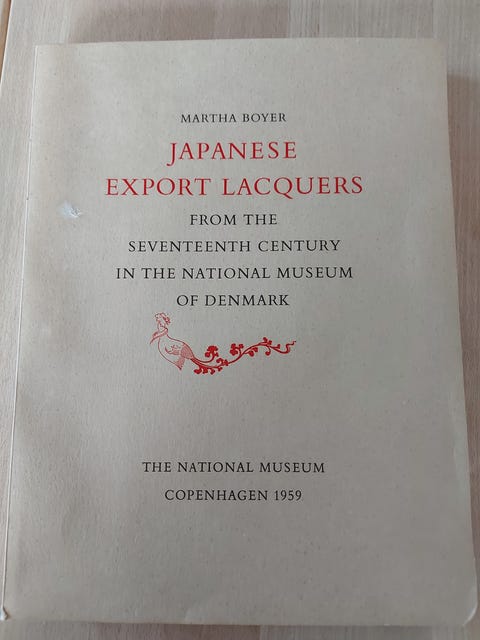 MARTHA BOYER
JAPANESE
EXPORT LACQUERS
FROM THE
SEVENTEENTH CENTURY
IN THE NATIONAL MUSEUM
OF DENMARK
THE NATIONAL MUSEUM
COPENHAGEN 1959